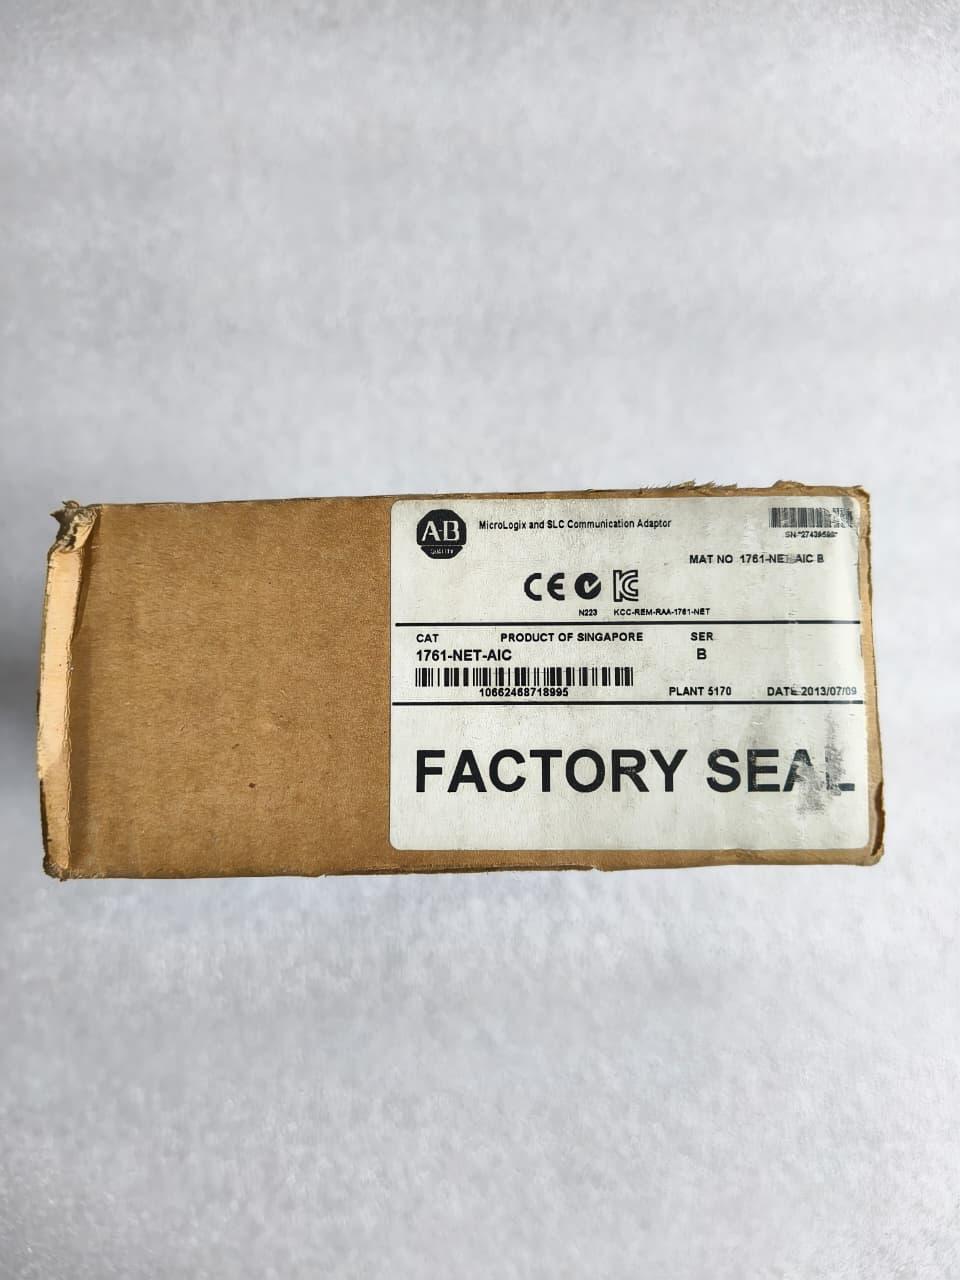 A-B
QUALITY
MicroLogix and SLC Communication Adaptor
MAT NO 1761-NET-AIC B
N223 KCC-REM-RAA-1761-NET
CAT PRODUCT OF SINGAPORE SER
1761-NET-AIC B
10662468718995 PLANT 5170 DATE 2013/07/09
FACTORY SEAL